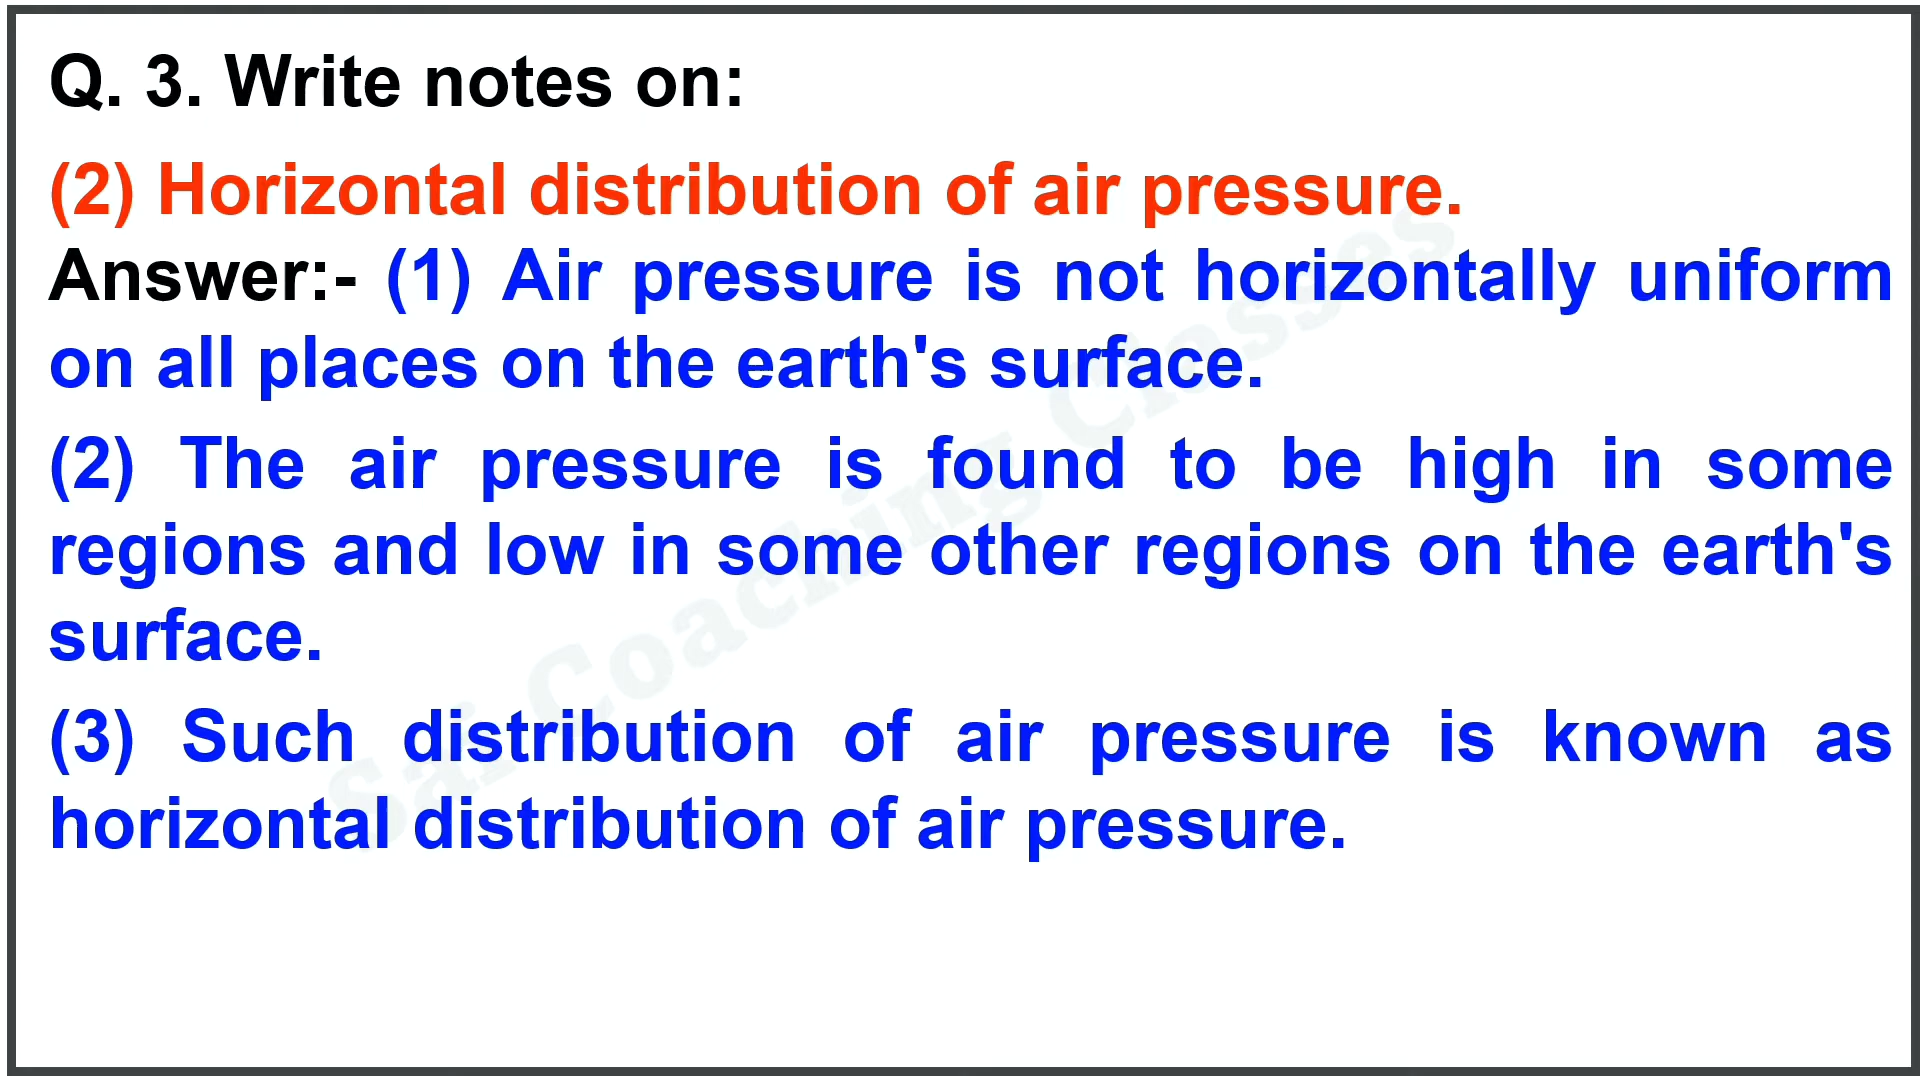 Q. 3. Write notes on:
(2) Horizontal distribution of air pressure.
Answer:- (1) Air pressure is not horizontally uniform
on all places on the earth's surface.
(2) The air pressure is found to be high in some
regions and low in some other regions on the earth's
surface.
(3) Such distribution of air pressure is known as
horizontal distribution of air pressure.
Sai Coaching Classes